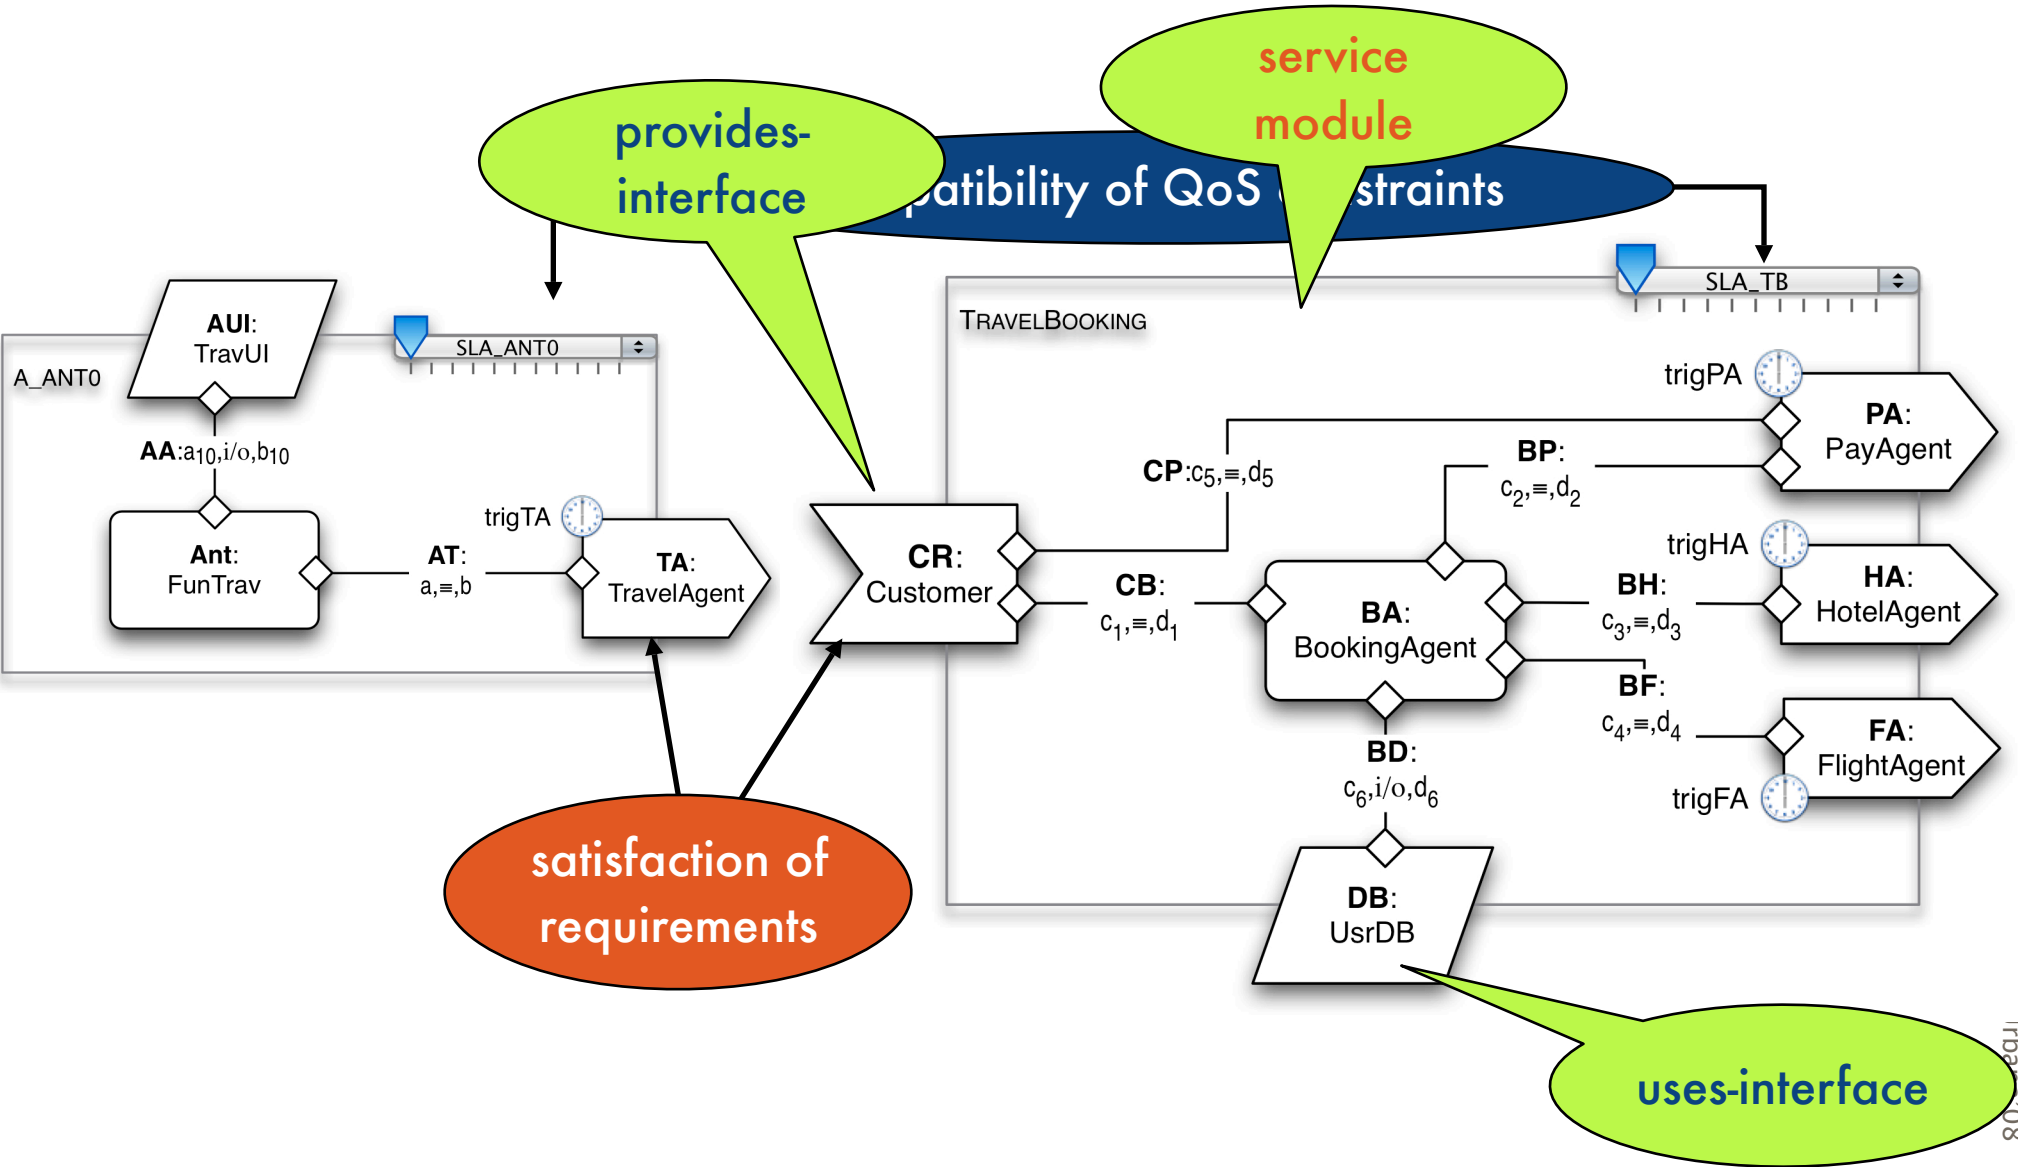 service
module
provides-
interface
patibility of QoS
straints
SLA_TB
TRAVELBOOKING
AUI:
TravUI
SLA_ANT0
A_ANT0
trigPA
PA:
PayAgent
AA:a10,i/o,b10
CP:c5,≡,d5
BP:
c2,≡,d2
trigTA
Ant:
FunTrav
AT:
a,≡,b
TA:
TravelAgent
CR:
Customer
CB:
c1,≡,d1
BA:
BookingAgent
trigHA
BH:
c3,≡,d3
HA:
HotelAgent
BF:
c4,≡,d4
FA:
FlightAgent
trigFA
BD:
c6,i/o,d6
satisfaction of
requirements
DB:
UsrDB
uses-interface